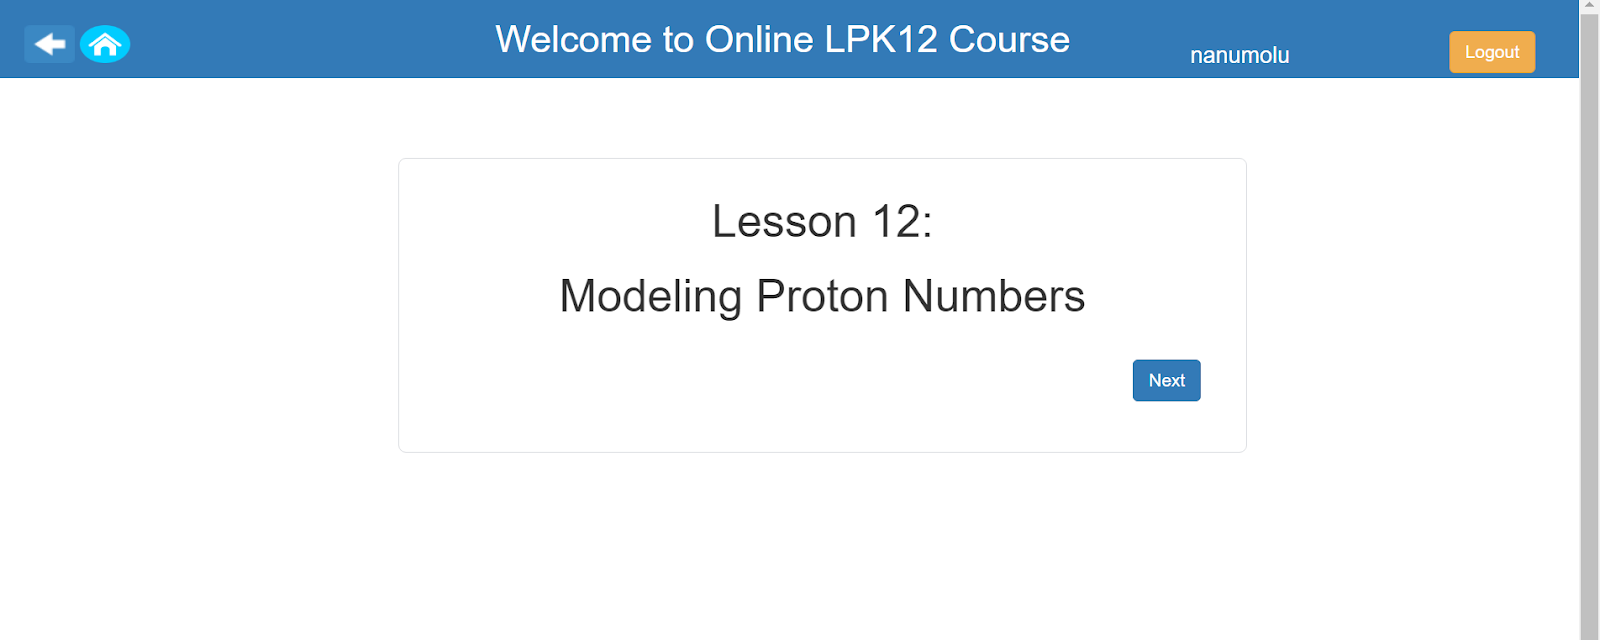 Welcome to Online LPK12 Course
nanumolu
Logout
Lesson 12:
Modeling Proton Numbers
Next